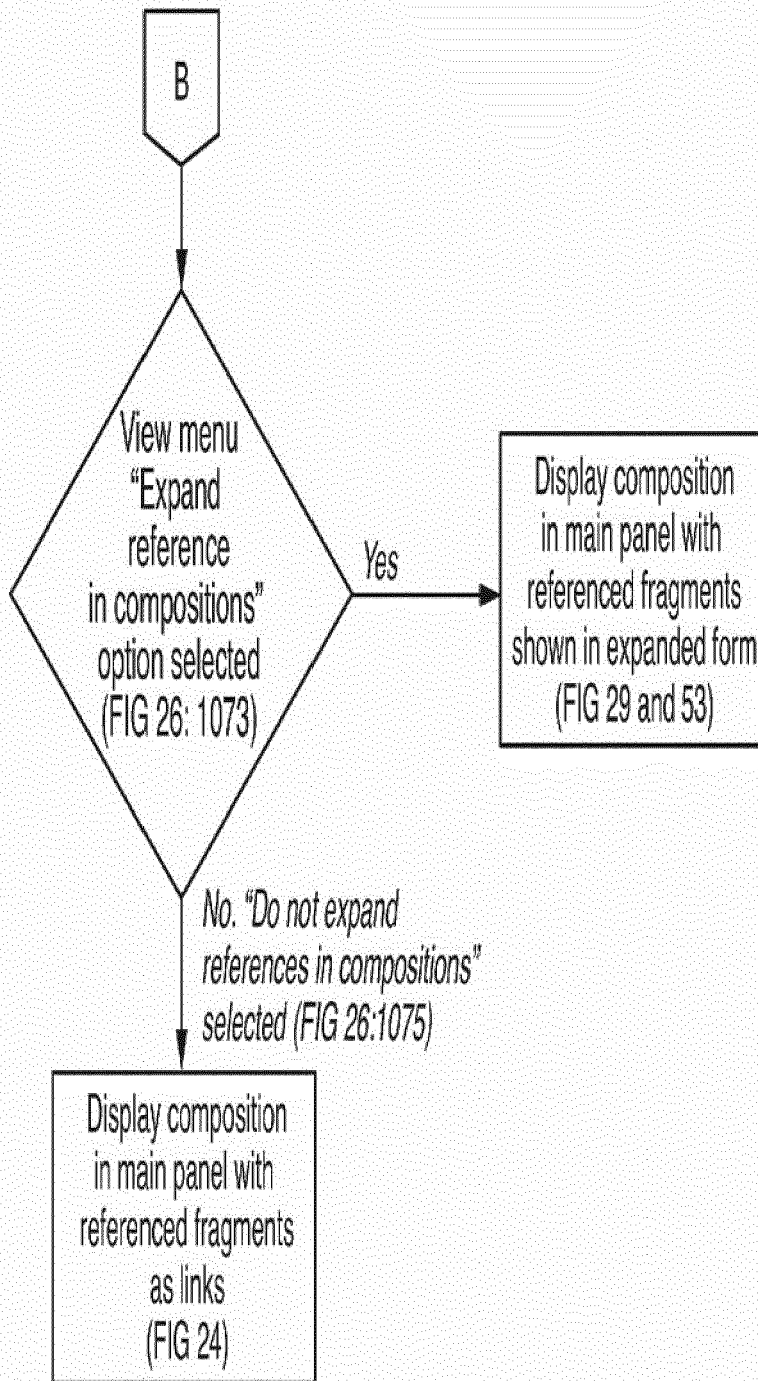 B
View menu
“Expand
reference
in compositions”
option selected
(FIG 26: 1073)
Yes
Display composition
in main panel with
referenced fragments
shown in expanded form
(FIG 29 and 53)
No. “Do not expand
references in compositions”
selected (FIG 26:1075)
Display composition
in main panel with
referenced fragments
as links
(FIG 24)